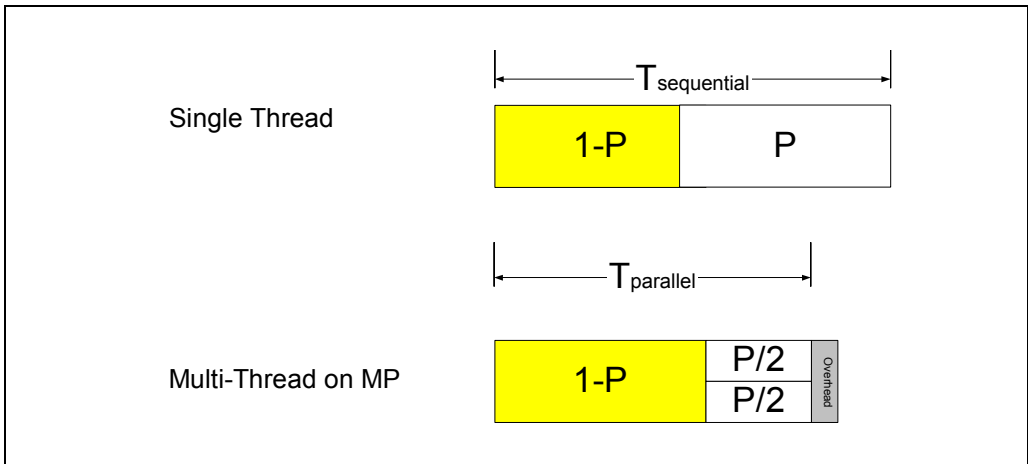 Tsequential
Single Thread
1-P
P
Tparallel
Multi-Thread on MP
1-P
P/2
P/2
Overhead